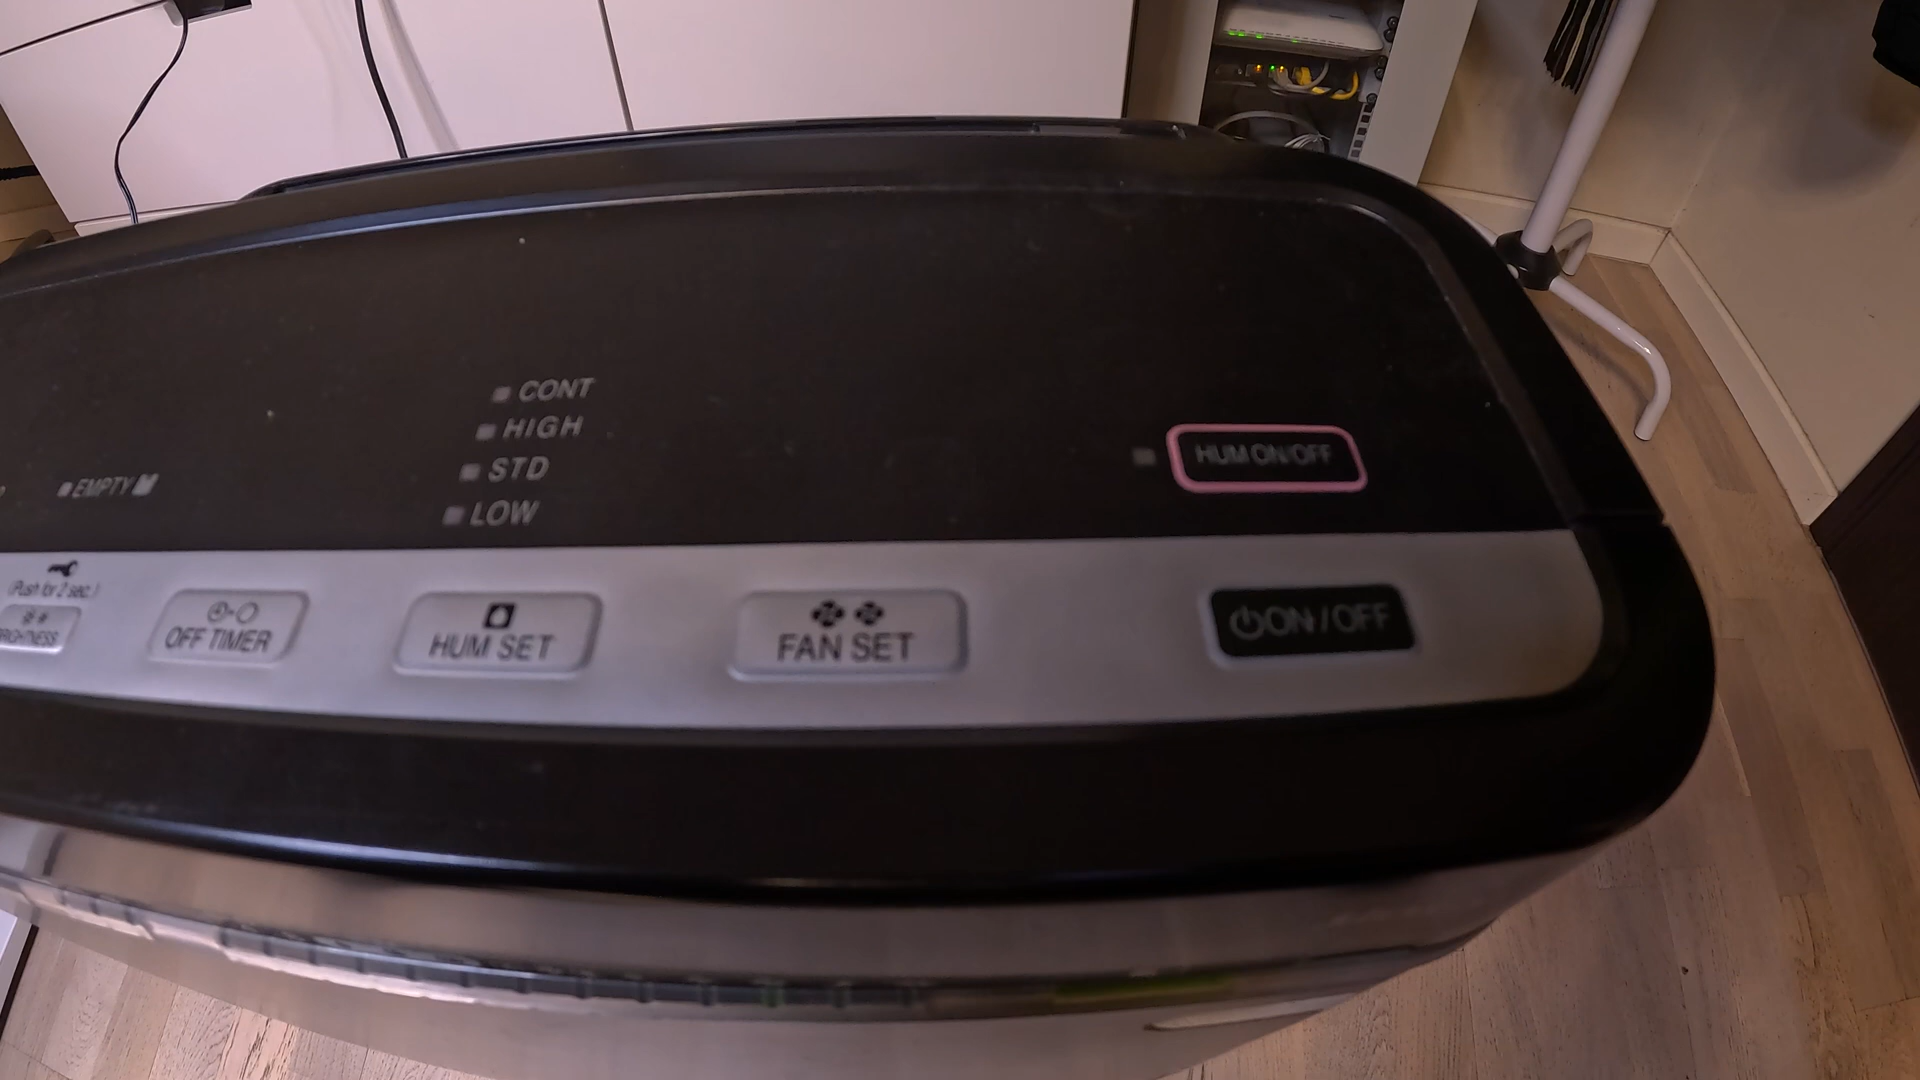 CONT
HIGH
STD
LOW
EMPTY
HUM ON/OFF
(Push for 2 sec.)
OFF TIMER
HUM SET
FAN SET
ON/OFF